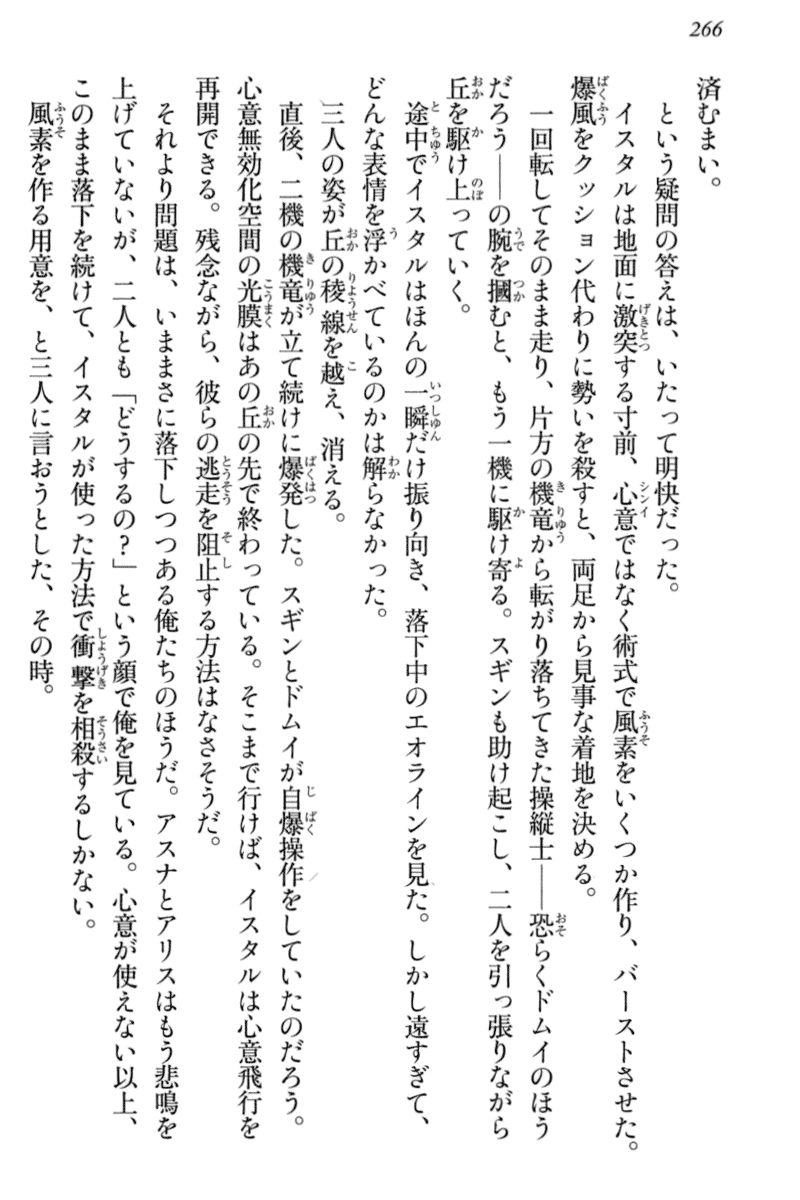 266
済むまい。
という疑問の答えは、いたって明快だった。
イスタルは地面に激突する寸前、心意ではなく術式で風素をいくつか作り、バーストさせた。
爆風をクッション代わりに勢いを殺すと、両足から見事な着地を決める。
一回転してそのまま走り、片方の機竜から転がり落ちてきた操縦士――恐らくドムイのほう
だろう――の腕を摑むと、もう一機に駆け寄る。スギンも助け起こし、二人を引っ張りながら
丘を駆け上っていく。
途中でイスタルはほんの一瞬だけ振り向き、落下中のエオラインを見た。しかし遠すぎて、
どんな表情を浮かべているのかは解らなかった。
三人の姿が丘の稜線を越え、消える。
直後、二機の機竜が立て続けに爆発した。スギンとドムイが自爆操作をしていたのだろう。
心意無効化空間の光膜はあの丘の先で終わっている。そこまで行けば、イスタルは心意飛行を
再開できる。残念ながら、彼らの逃走を阻止する方法はなさそうだ。
それより問題は、いままさに落下しつつある俺たちのほうだ。アスナとアリスはもう悲鳴を
上げていないが、二人とも「どうするの?」という顔で俺を見ている。心意が使えない以上、
このまま落下を続けて、イスタルが使った方法で衝撃を相殺するしかない。
風素を作る用意を、と三人に言おうとした、その時。